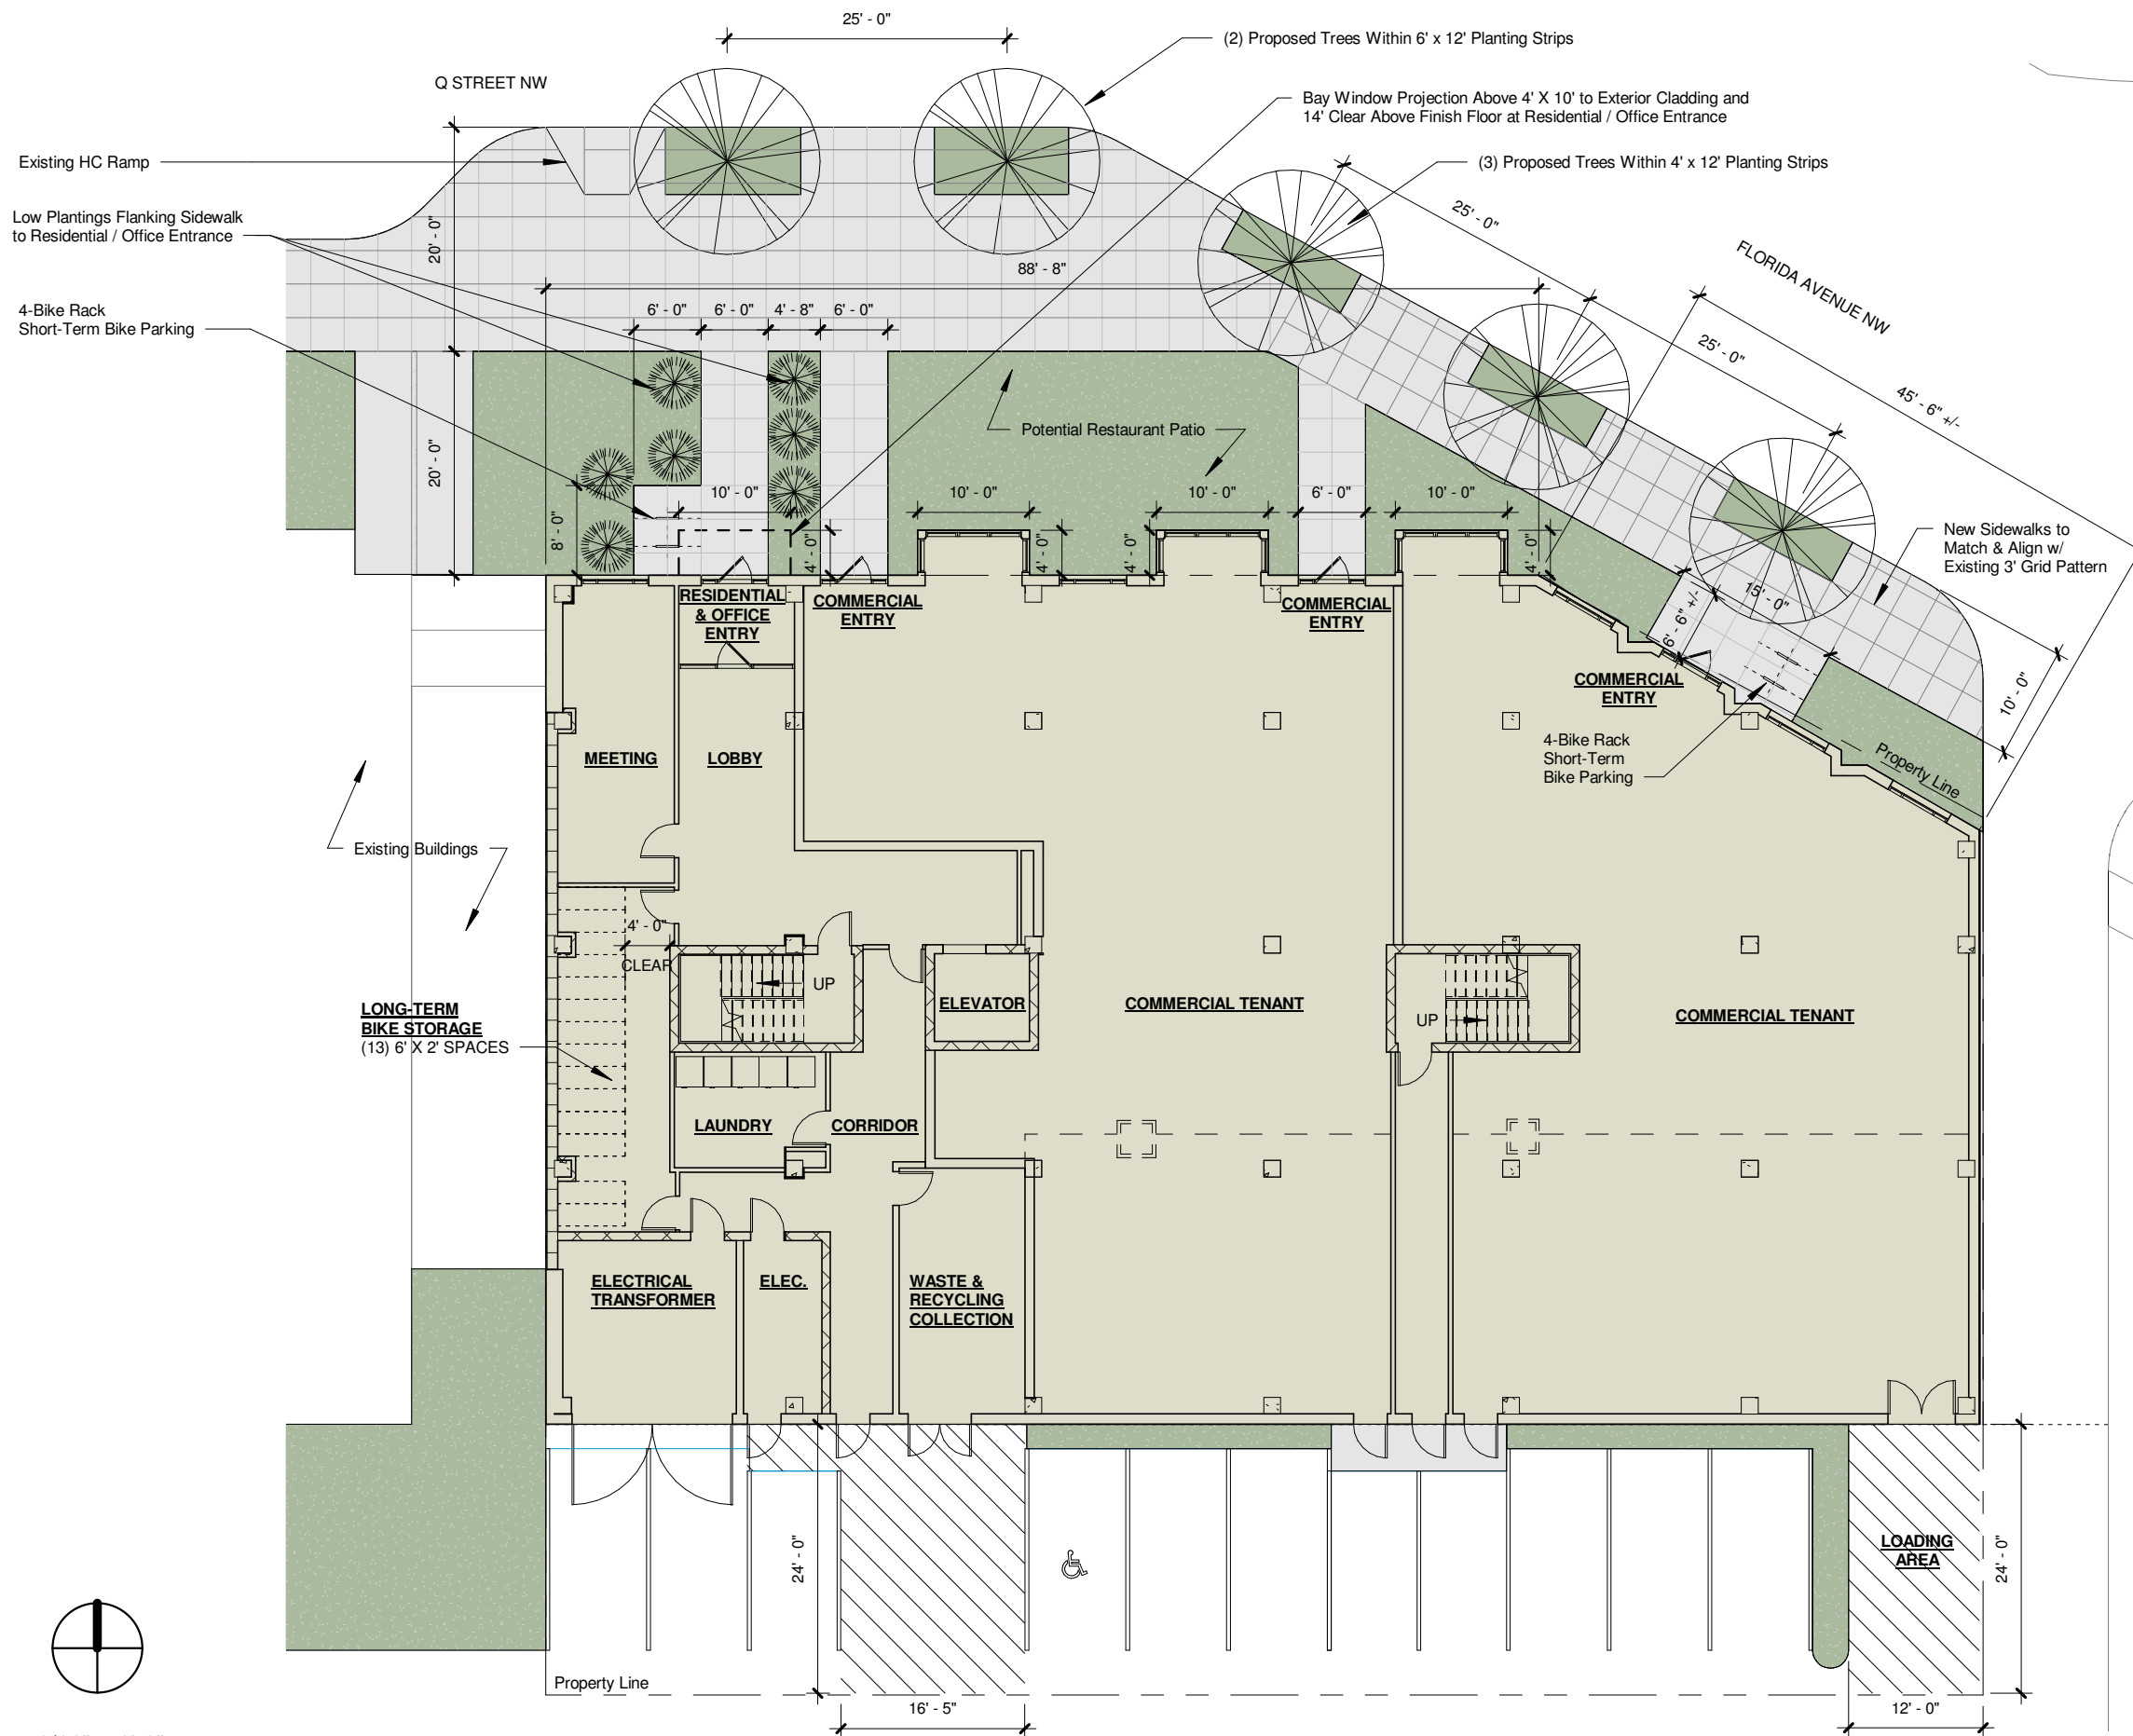 25' - 0"
(2) Proposed Trees Within 6' x 12' Planting Strips
Q STREET NW
Bay Window Projection Above 4' X 10' to Exterior Cladding and
14' Clear Above Finish Floor at Residential / Office Entrance
Existing HC Ramp
(3) Proposed Trees Within 4' x 12' Planting Strips
Low Plantings Flanking Sidewalk
to Residential / Office Entrance
20' - 0"
25' - 0"
FLORIDA AVENUE NW
88' - 8"
4-Bike Rack
Short-Term Bike Parking
6' - 0"
6' - 0"
4' - 8"
6' - 0"
25' - 0"
45' - 6" +/-
Potential Restaurant Patio
20' - 0"
10' - 0"
10' - 0"
10' - 0"
6' - 0"
10' - 0"
8' - 0"
4' - 0"
4' - 0"
4' - 0"
4' - 0"
New Sidewalks to
Match & Align w/
Existing 3' Grid Pattern
15' - 0"
6' - 6" +/-
10' - 0"
RESIDENTIAL
& OFFICE
ENTRY
COMMERCIAL
ENTRY
COMMERCIAL
ENTRY
COMMERCIAL
ENTRY
4-Bike Rack
Short-Term
Bike Parking
Property Line
MEETING
LOBBY
Existing Buildings
4' - 0"
CLEAR
UP
ELEVATOR
COMMERCIAL TENANT
UP
COMMERCIAL TENANT
LONG-TERM
BIKE STORAGE
(13) 6' X 2' SPACES
LAUNDRY
CORRIDOR
ELECTRICAL
TRANSFORMER
ELEC.
WASTE &
RECYCLING
COLLECTION
24' - 0"
LOADING
AREA
24' - 0"
Property Line
16' - 5"
12' - 0"